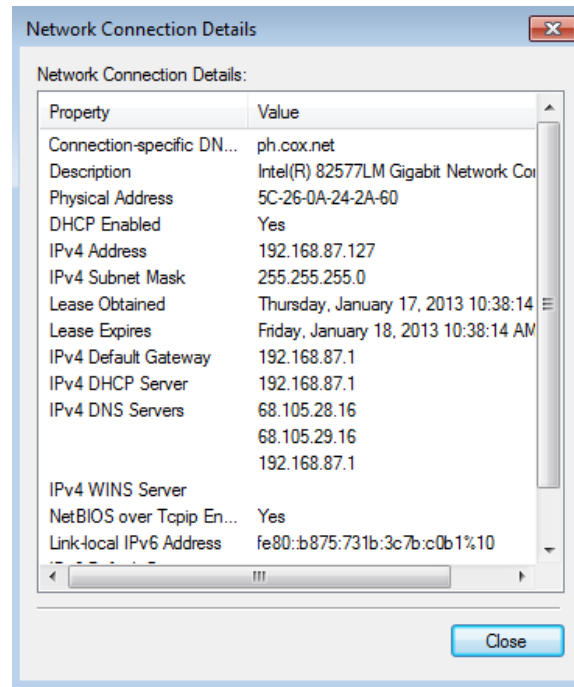 Network Connection Details
Network Connection Details:
Property Value
Connection-specific DN... ph.cox.net
Description Intel(R) 82577LM Gigabit Network Con
Physical Address 5C-26-0A-24-2A-60
DHCP Enabled Yes
IPv4 Address 192.168.87.127
IPv4 Subnet Mask 255.255.255.0
Lease Obtained Thursday, January 17, 2013 10:38:14
Lease Expires Friday, January 18, 2013 10:38:14 AM
IPv4 Default Gateway 192.168.87.1
IPv4 DHCP Server 192.168.87.1
IPv4 DNS Servers 68.105.28.16
68.105.29.16
192.168.87.1
IPv4 WINS Server
NetBIOS over Tcpip En... Yes
Link-local IPv6 Address fe80::b875:731b:3c7b:c0b1%10
Close